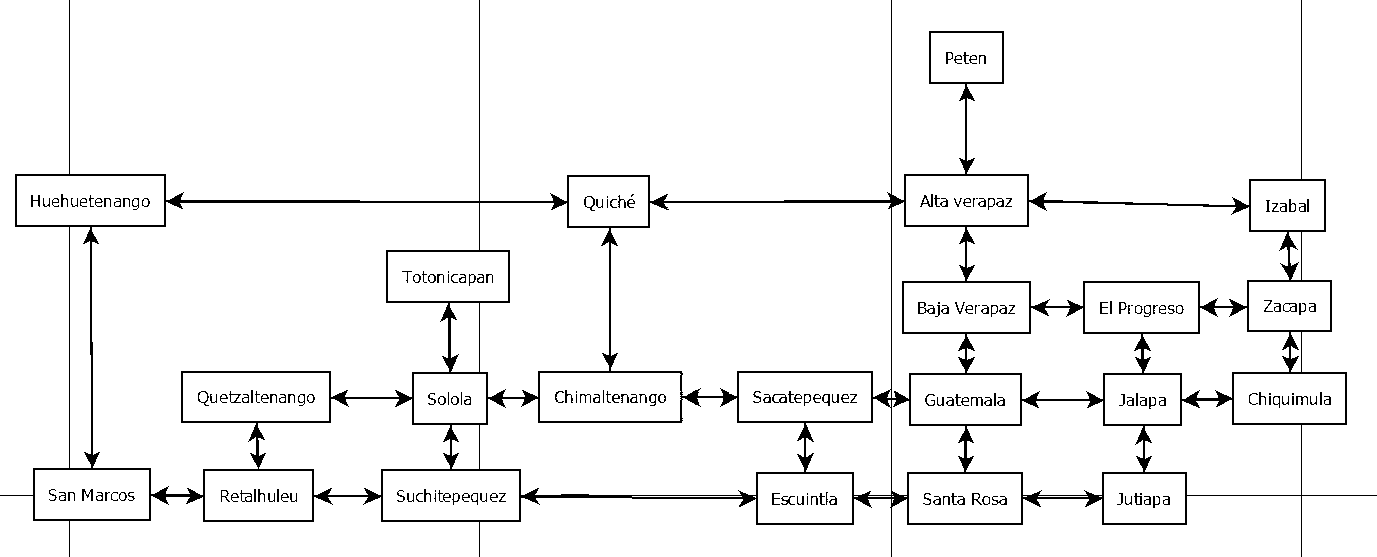 Peten
Huehuetenango
Quiché
Alta verapaz
Izabal
Totonicapan
Baja Verapaz
El Progreso
Zacapa
Quetzaltenango
Solola
Chimaltenango
Sacatepequez
Guatemala
Jalapa
Chiquimula
San Marcos
Retalhuleu
Suchitepequez
Escuintía
Santa Rosa
Jutiapa